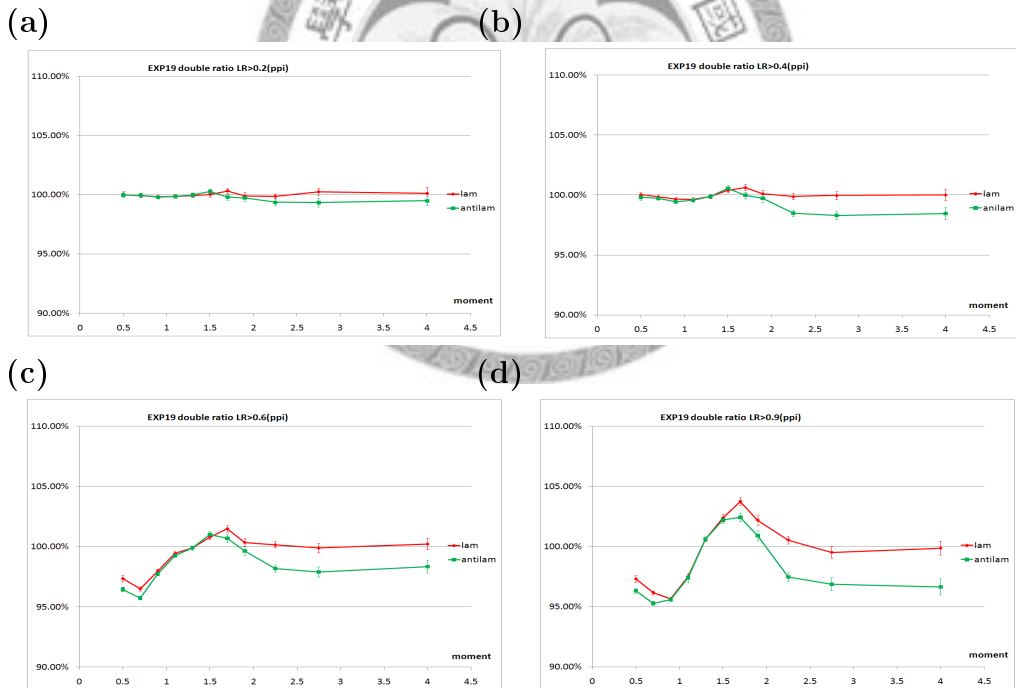 (a)
學
(b)
國
EXP19 double ratio LR>0.2(ppi)
110.00%
105.00%
100.00%
95.00%
90.00%
lam
antilam
moment
0 0.5 1 1.5 2 2.5 3 3.5 4 4.5
EXP19 double ratio LR>0.4(ppi)
110.00%
105.00%
100.00%
95.00%
90.00%
lam
anilam
moment
0 0.5 1 1.5 2 2.5 3 3.5 4 4.5
(c)
EXP19 double ratio LR>0.6(ppi)
110.00%
105.00%
100.00%
95.00%
90.00%
lam
antilam
moment
0 0.5 1 1.5 2 2.5 3 3.5 4 4.5
(d)
EXP19 double ratio LR>0.9(ppi)
110.00%
105.00%
100.00%
95.00%
90.00%
lam
antilam
moment
0 0.5 1 1.5 2 2.5 3 3.5 4 4.5